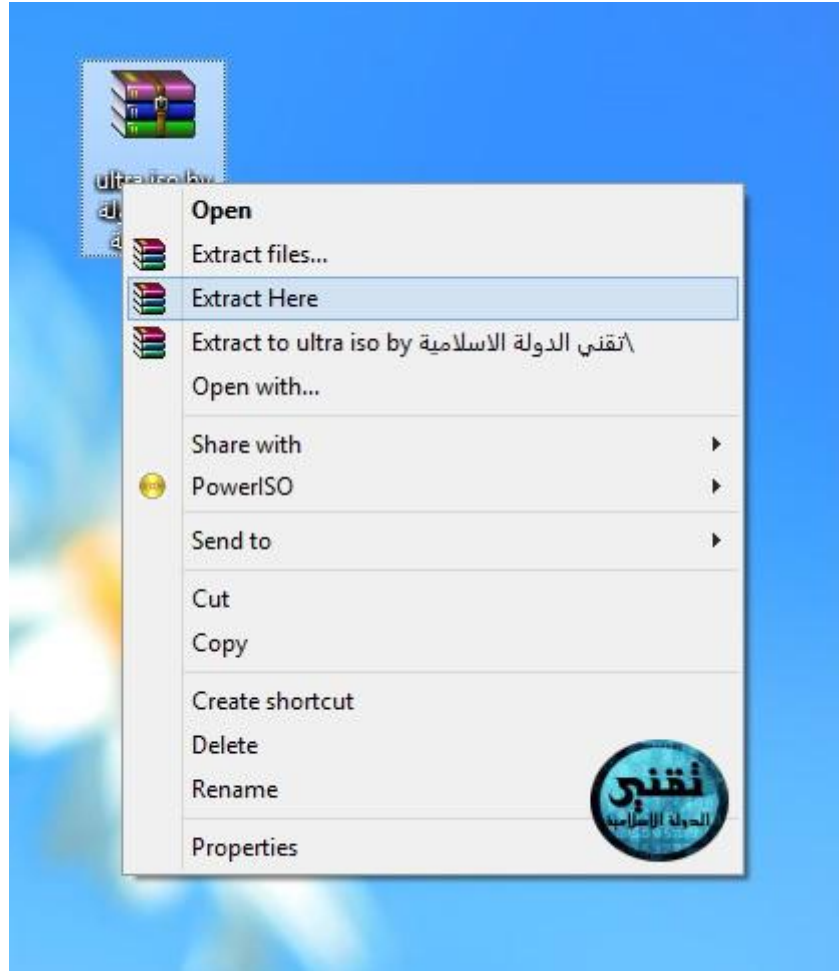 ultra iso by
Open
Extract files...
Extract Here
Extract to ultra iso by تقني الدولة الاسلامية\
Open with...
Share with
PowerISO
Send to
Cut
Copy
Create shortcut
Delete
Rename
Properties
تقني
الدولة الاسلامية